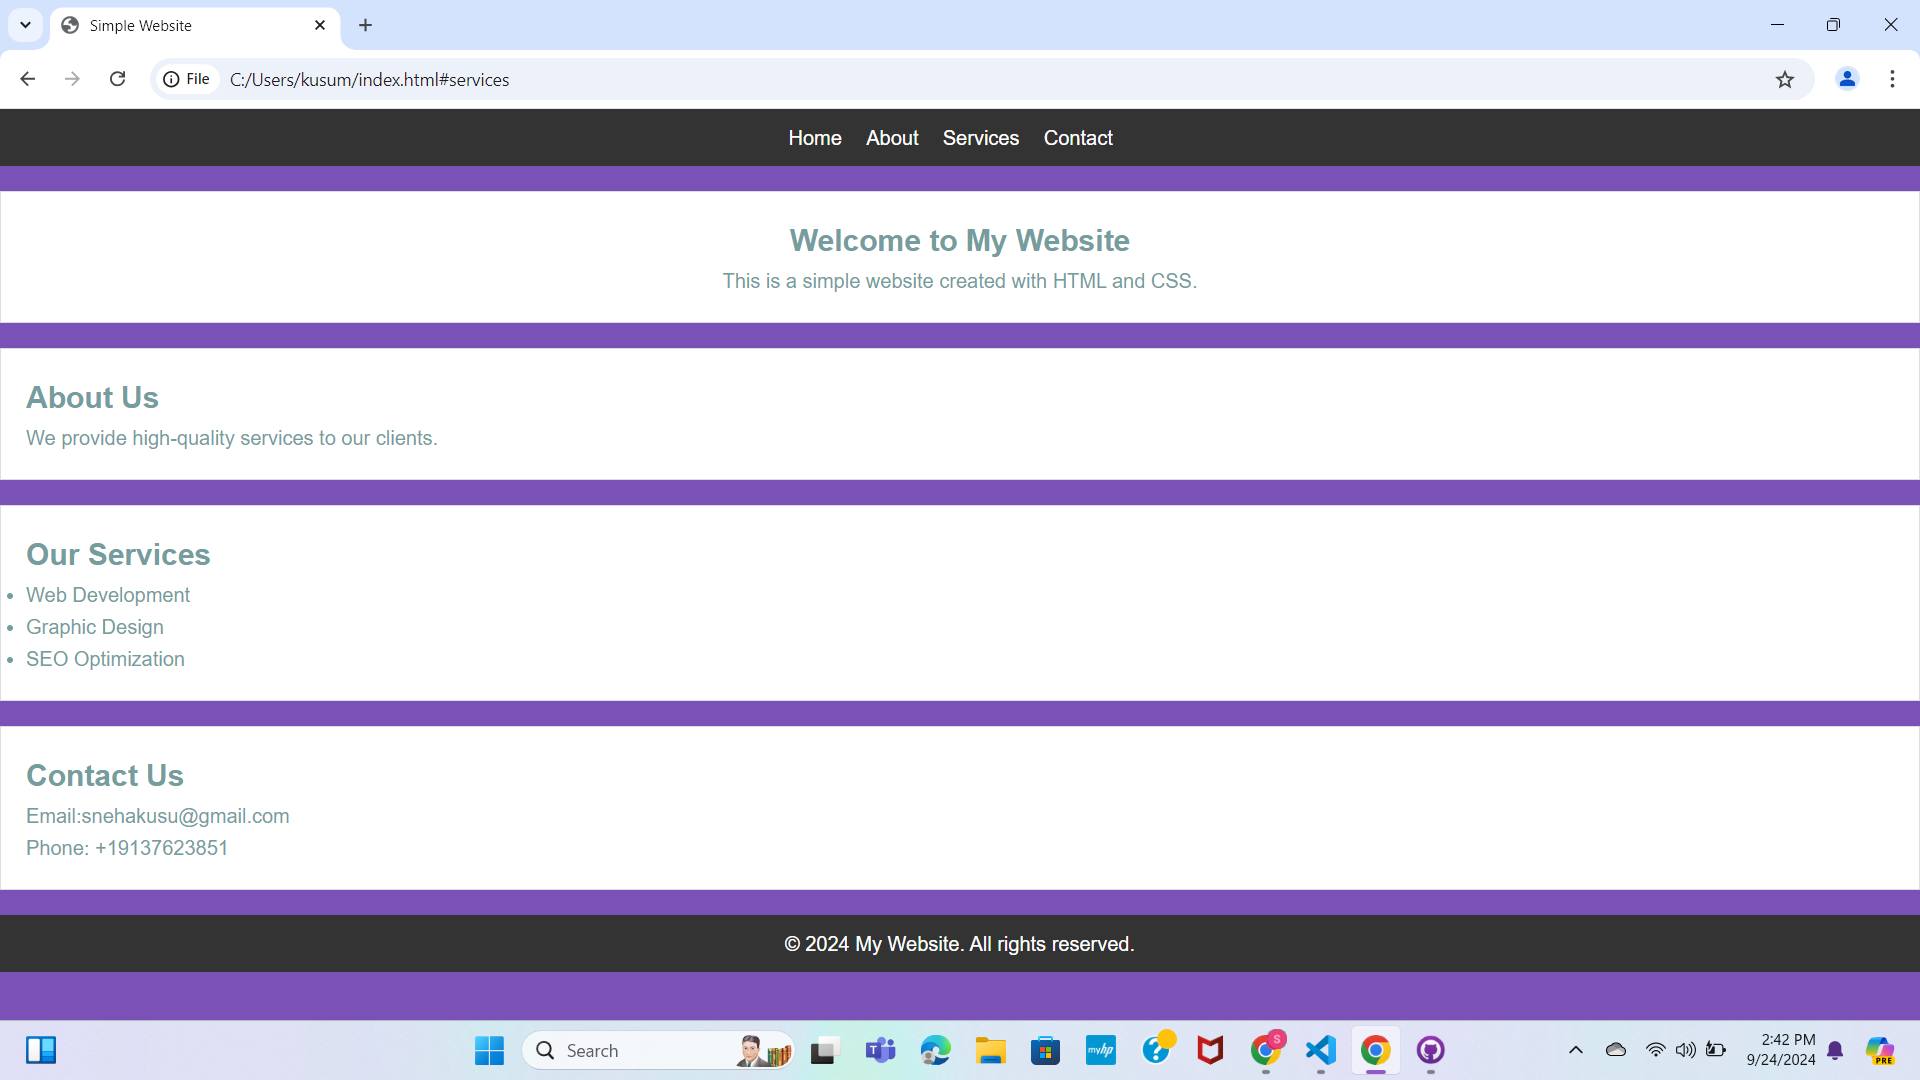 Simple Website
File
C:/Users/kusum/index.html#services
Home About Services Contact
Welcome to My Website
This is a simple website created with HTML and CSS.
About Us
We provide high-quality services to our clients.
Our Services
Web Development
Graphic Design
SEO Optimization
Contact Us
Email:snehakusu@gmail.com
Phone: +19137623851
© 2024 My Website. All rights reserved.
Search
myhp
S
2:42 PM
9/24/2024
PRE